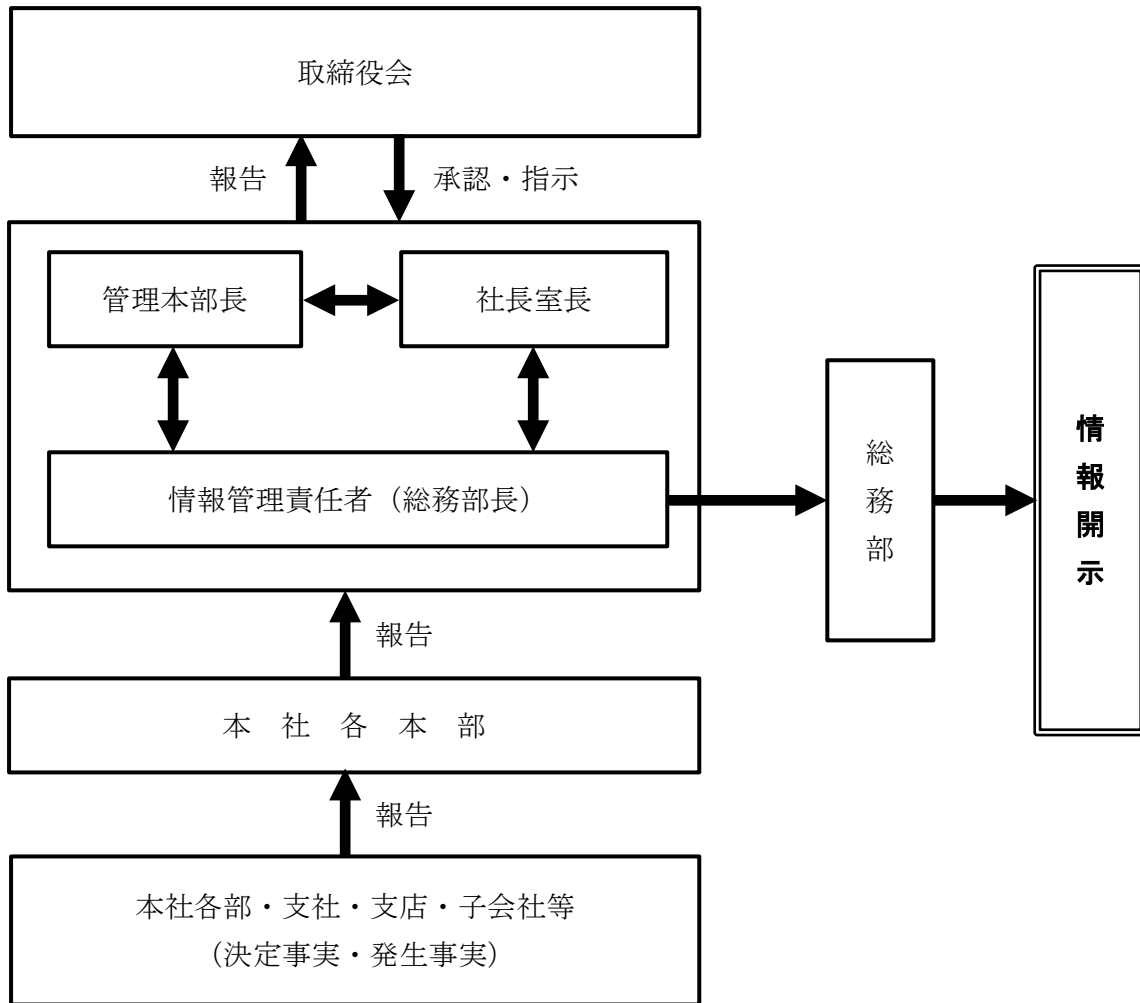 取締役会
報告
承認・指示
管理本部長
社長室長
情報管理責任者（総務部長）
総務部
情報開示
報告
本　社　各　本　部
報告
本社各部・支社・支店・子会社等
（決定事実・発生事実）